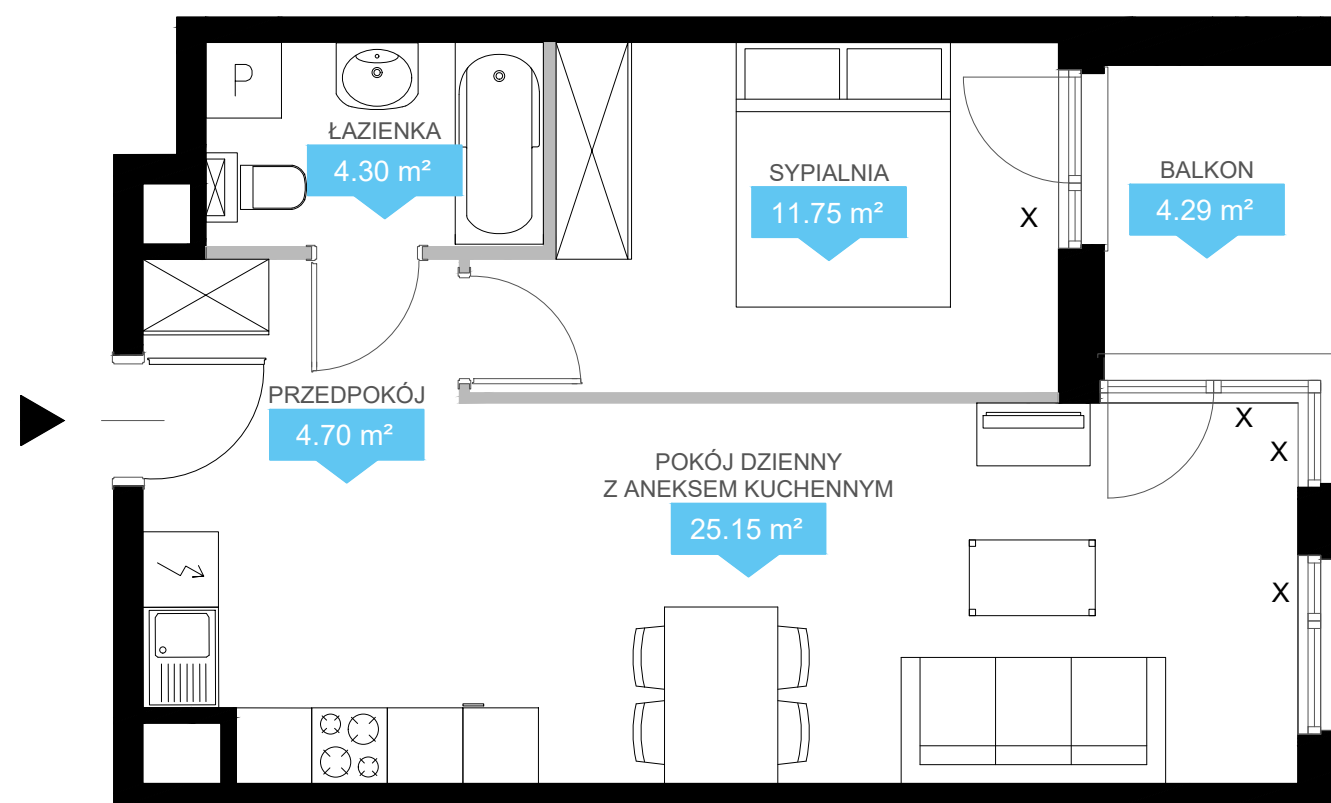 P
ŁAZIENKA
4.30 m²
SYPIALNIA
11.75 m²
X
BALKON
4.29 m²
PRZEDPOKÓJ
4.70 m²
POKÓJ DZIENNY
Z ANEKSEM KUCHENNYM
25.15 m²
X
X
X